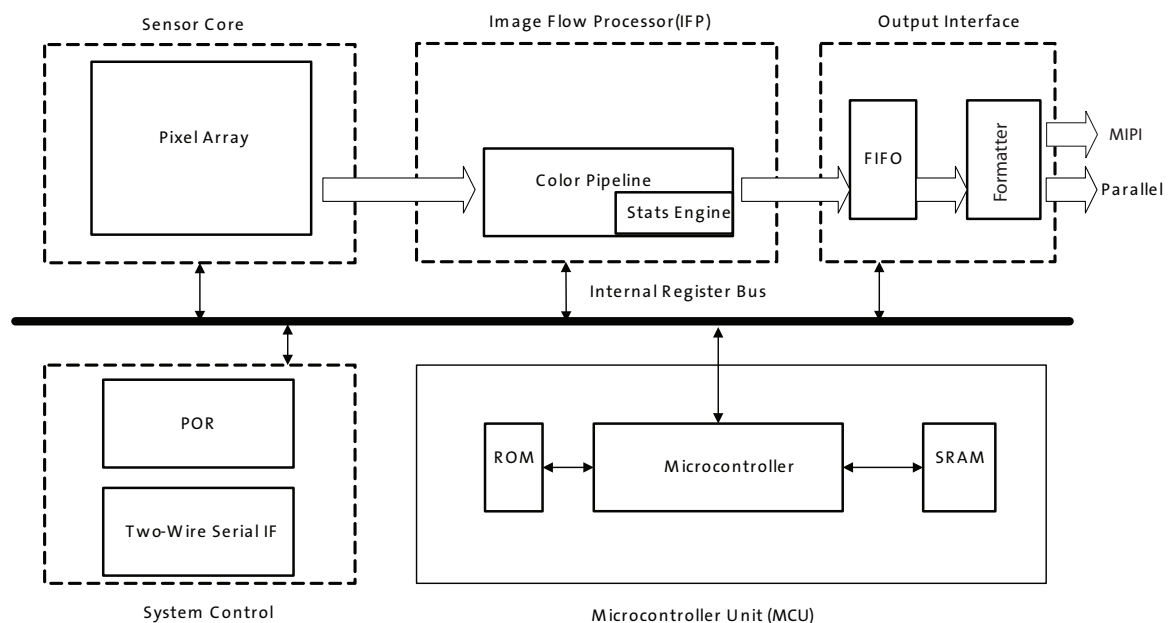 Sensor Core
Image Flow Processor(IFP)
Output Interface
Pixel Array
Color Pipeline
Stats Engine
FIFO
Formatter
MIPI
Parallel
Internal Register Bus
POR
Two-Wire Serial IF
System Control
ROM
Microcontroller
SRAM
Microcontroller Unit (MCU)